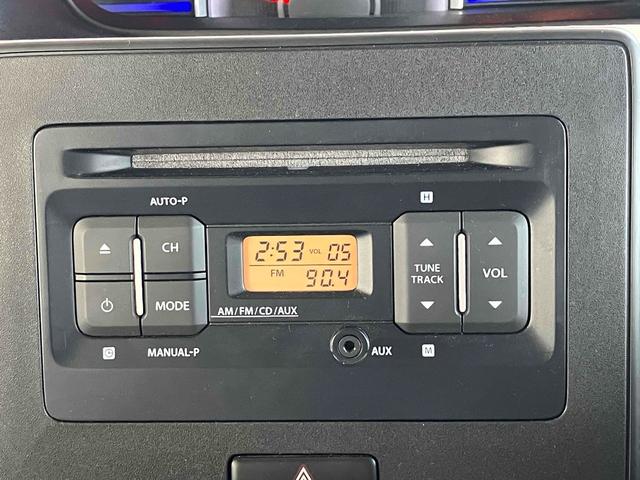 AUTO-P
H
CH
2:53 VOL 05
TUNE
TRACK
VOL
FM 90.4
MODE
AM/FM/CD/AUX
C
MANUAL-P
AUX
M